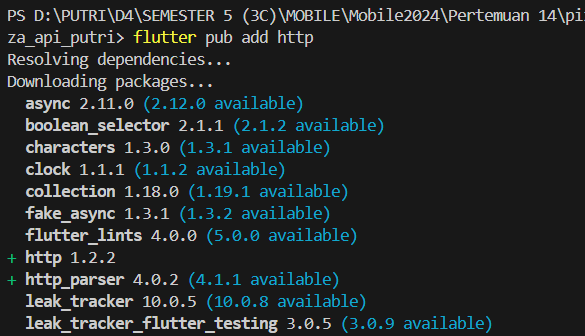 PS D:\PUTRI\D4\SEMESTER 5 (3C)\MOBILE\Mobile2024\Pertemuan 14\pi
za_api_putri> flutter pub add http
Resolving dependencies...
Downloading packages...
async 2.11.0 (2.12.0 available)
boolean_selector 2.1.1 (2.1.2 available)
characters 1.3.0 (1.3.1 available)
clock 1.1.1 (1.1.2 available)
collection 1.18.0 (1.19.1 available)
fake_async 1.3.1 (1.3.2 available)
flutter_lints 4.0.0 (5.0.0 available)
+ http 1.2.2
+ http_parser 4.0.2 (4.1.1 available)
leak_tracker 10.0.5 (10.0.8 available)
leak_tracker_flutter_testing 3.0.5 (3.0.9 available)